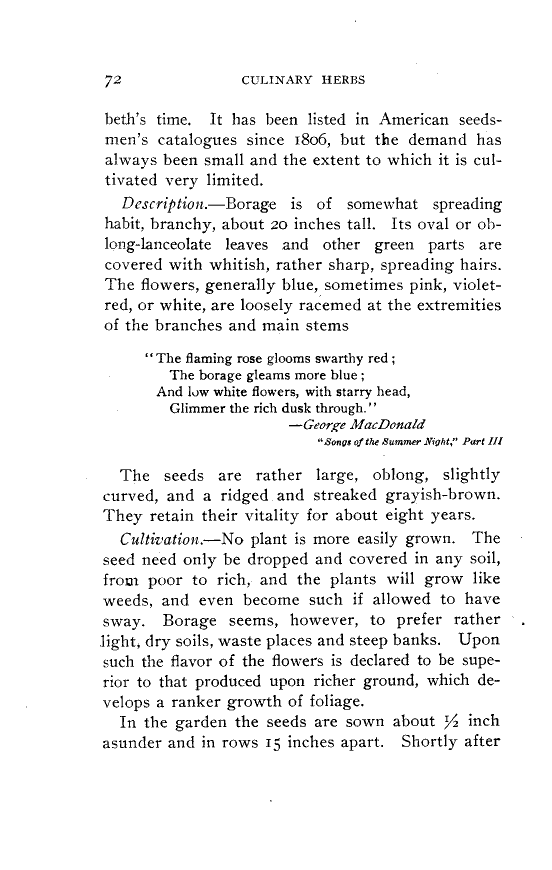 72 CULINARY HERBS
beth's time. It has been listed in American seeds-
men's catalogues since 1806, but the demand has
always been small and the extent to which it is cul-
tivated very limited.
Description.—Borage is of somewhat spreading
habit, branchy, about 20 inches tall. Its oval or ob-
long-lanceolate leaves and other green parts are
covered with whitish, rather sharp, spreading hairs.
The flowers, generally blue, sometimes pink, violet-
red, or white, are loosely racemed at the extremities
of the branches and main stems
"The flaming rose glooms swarthy red;
The borage gleams more blue;
And low white flowers, with starry head,
Glimmer the rich dusk through."
—George MacDonald
"Songs of the Summer Night," Part III
The seeds are rather large, oblong, slightly
curved, and a ridged and streaked grayish-brown.
They retain their vitality for about eight years.
Cultivation.—No plant is more easily grown. The
seed need only be dropped and covered in any soil,
from poor to rich, and the plants will grow like
weeds, and even become such if allowed to have
sway. Borage seems, however, to prefer rather
light, dry soils, waste places and steep banks. Upon
such the flavor of the flowers is declared to be supe-
rior to that produced upon richer ground, which de-
velops a ranker growth of foliage.
In the garden the seeds are sown about ½ inch
asunder and in rows 15 inches apart. Shortly after